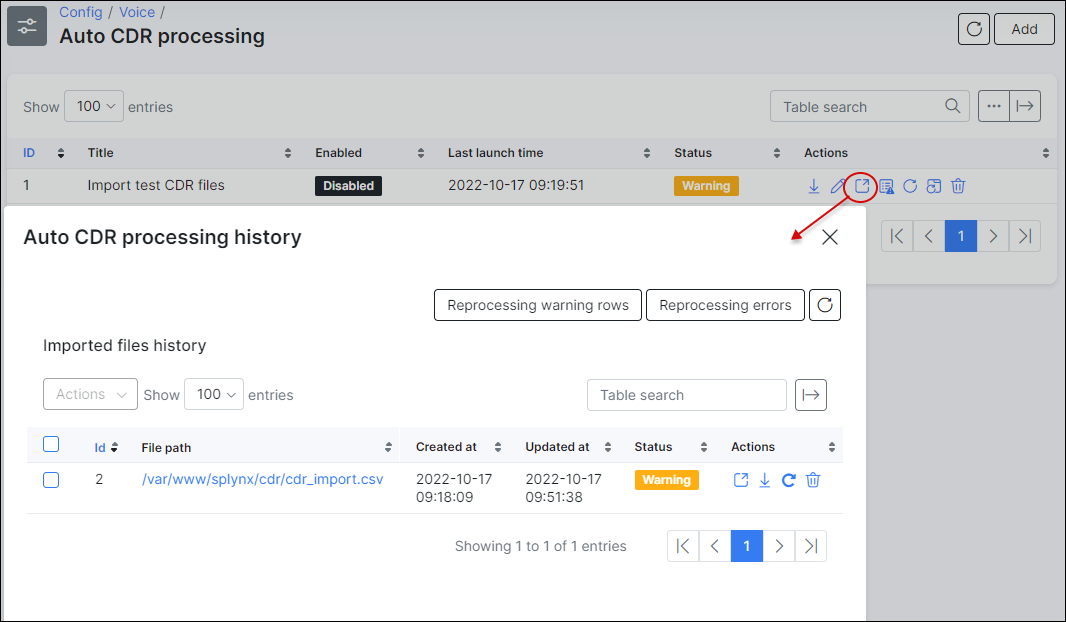 Config / Voice /
Auto CDR processing
Add
Show 100 entries
Table search
ID Title Enabled Last launch time Status Actions
1 Import test CDR files Disabled 2022-10-17 09:19:51 Warning
1
Auto CDR processing history
Reprocessing warning rows Reprocessing errors
Imported files history
Actions Show 100 entries
Table search
Id File path Created at Updated at Status Actions
2 /var/www/splynx/cdr/cdr_import.csv 2022-10-17 2022-10-17 Warning
09:18:09 09:51:38
Showing 1 to 1 of 1 entries
1